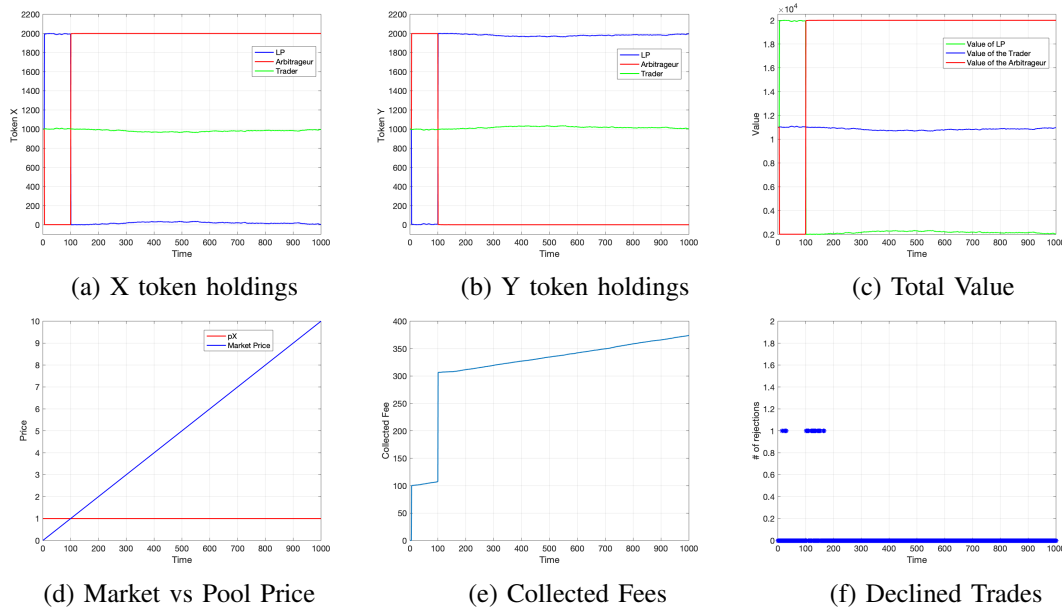 2200
2000
1800
1600
1400
1200
1000
800
600
400
200
0
Token X
LP
Arbitrageur
Trader
0 100 200 300 400 500 600 700 800 900 1000
Time
(a) X token holdings
2200
2000
1800
1600
1400
1200
1000
800
600
400
200
0
Token Y
LP
Arbitrageur
Trader
0 100 200 300 400 500 600 700 800 900 1000
Time
(b) Y token holdings
×10⁴
2
1.8
1.6
1.4
1.2
1
0.8
0.6
0.4
0.2
Value
Value of LP
Value of the Trader
Value of the Arbitrageur
0 100 200 300 400 500 600 700 800 900 1000
Time
(c) Total Value
10
9
8
7
6
5
4
3
2
1
0
Price
pX
Market Price
0 100 200 300 400 500 600 700 800 900 1000
Time
(d) Market vs Pool Price
400
350
300
250
200
150
100
50
0
Collected Fee
0 100 200 300 400 500 600 700 800 900 1000
Time
(e) Collected Fees
2
1.8
1.6
1.4
1.2
1
0.8
0.6
0.4
0.2
0
# of rejections
0 100 200 300 400 500 600 700 800 900 1000
Time
(f) Declined Trades